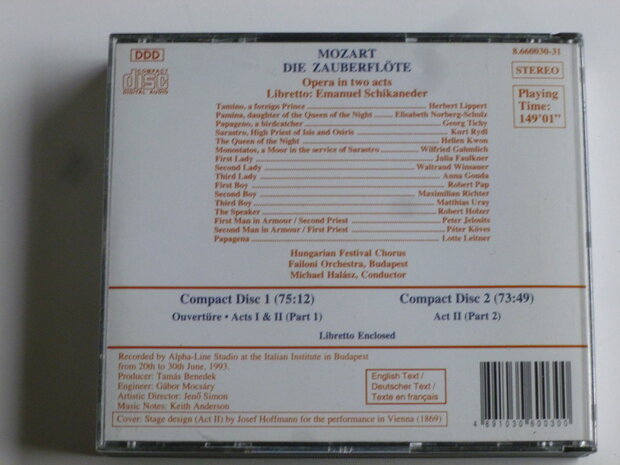 DDD
COMPACT
disc
DIGITAL AUDIO
MOZART
DIE ZAUBERFLÖTE
Opera in two acts
Libretto: Emanuel Schikaneder
8.660030-31
STEREO
Playing
Time:
149'01"
Tamino, a foreign Prince Herbert Lippert
Pamina, daughter of the Queen of the Night Elisabeth Norberg-Schulz
Papageno, a birdcatcher Georg Tichy
Sarastro, High Priest of Isis and Osiris Kurt Rydl
The Queen of the Night Hellen Kwon
Monostatos, a Moor in the service of Sarastro Wilfried Gahmlich
First Lady Julia Faulkner
Second Lady Waltraud Winsauer
Third Lady Anna Gonda
First Boy Robert Pap
Second Boy Maximilian Richter
Third Boy Matthias Uray
The Speaker Robert Holzer
First Man in Armour / Second Priest Peter Jelosits
Second Man in Armour / First Priest Péter Köves
Papagena Lotte Leitner
Hungarian Festival Chorus
Failoni Orchestra, Budapest
Michael Halász, Conductor
Compact Disc 1 (75:12)
Ouvertüre • Acts I & II (Part 1)
Compact Disc 2 (73:49)
Act II (Part 2)
Libretto Enclosed
Recorded by Alpha-Line Studio at the Italian Institute in Budapest
from 20th to 30th June, 1993.
Producer: Tamás Benedek
Engineer: Gábor Mocsáry
Artistic Director: Jenő Simon
Music Notes: Keith Anderson
Cover: Stage design (Act II) by Josef Hoffmann for the performance in Vienna (1869)
English Text /
Deutscher Text /
Texte en français
4 891030 600300